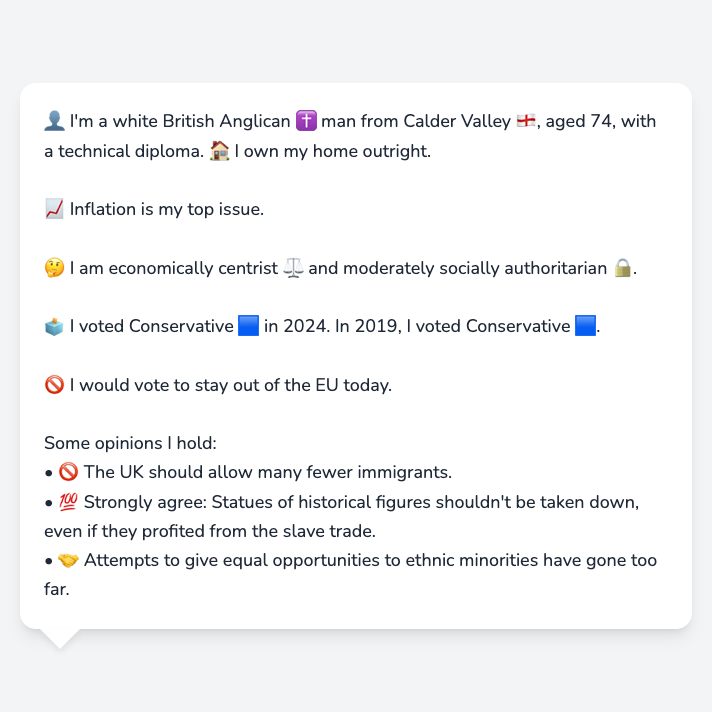 👤 I'm a white British Anglican ✝️ man from Calder Valley 🏴󠁧󠁢󠁥󠁮󠁧󠁿, aged 74, with
a technical diploma. 🏠 I own my home outright.
📈 Inflation is my top issue.
🤔 I am economically centrist ⚖️ and moderately socially authoritarian 🔒.
🗳️ I voted Conservative 🟦 in 2024. In 2019, I voted Conservative 🟦.
🚫 I would vote to stay out of the EU today.
Some opinions I hold:
• 🚫 The UK should allow many fewer immigrants.
• 💯 Strongly agree: Statues of historical figures shouldn't be taken down,
even if they profited from the slave trade.
• 🤝 Attempts to give equal opportunities to ethnic minorities have gone too
far.